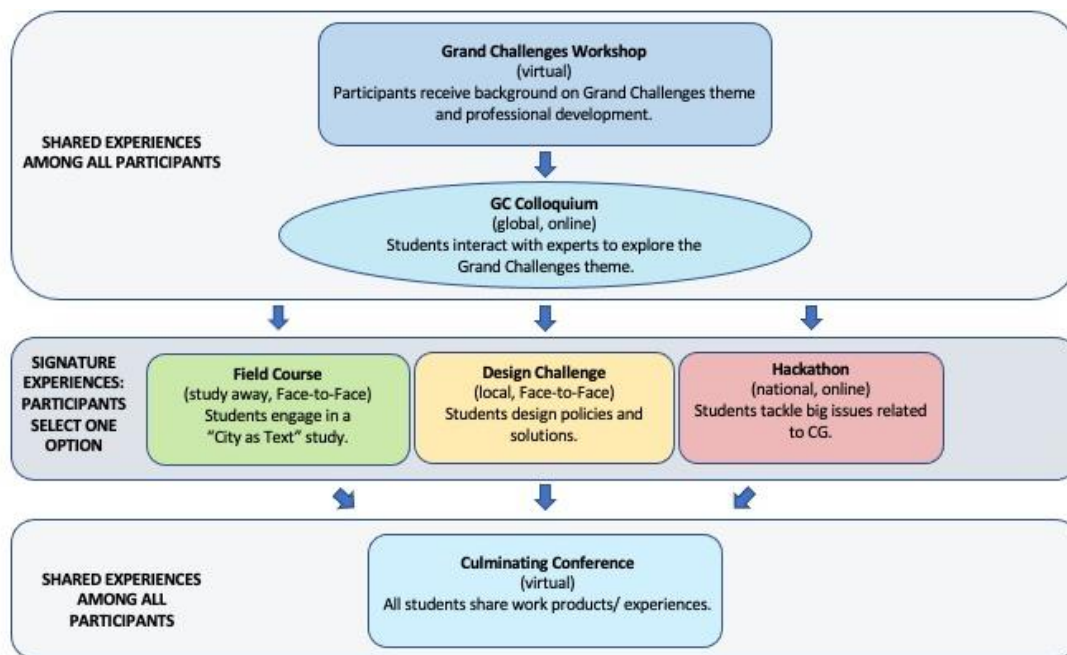 Grand Challenges Workshop
(virtual)
Participants receive background on Grand Challenges theme
and professional development.
SHARED EXPERIENCES
AMONG ALL PARTICIPANTS
GC Colloquium
(global, online)
Students interact with experts to explore the
Grand Challenges theme.
SIGNATURE
EXPERIENCES:
PARTICIPANTS
SELECT ONE
OPTION
Field Course
(study away, Face-to-Face)
Students engage in a
“City as Text” study.
Design Challenge
(local, Face-to-Face)
Students design policies and
solutions.
Hackathon
(national, online)
Students tackle big issues related
to CG.
SHARED EXPERIENCES
AMONG ALL
PARTICIPANTS
Culminating Conference
(virtual)
All students share work products/ experiences.